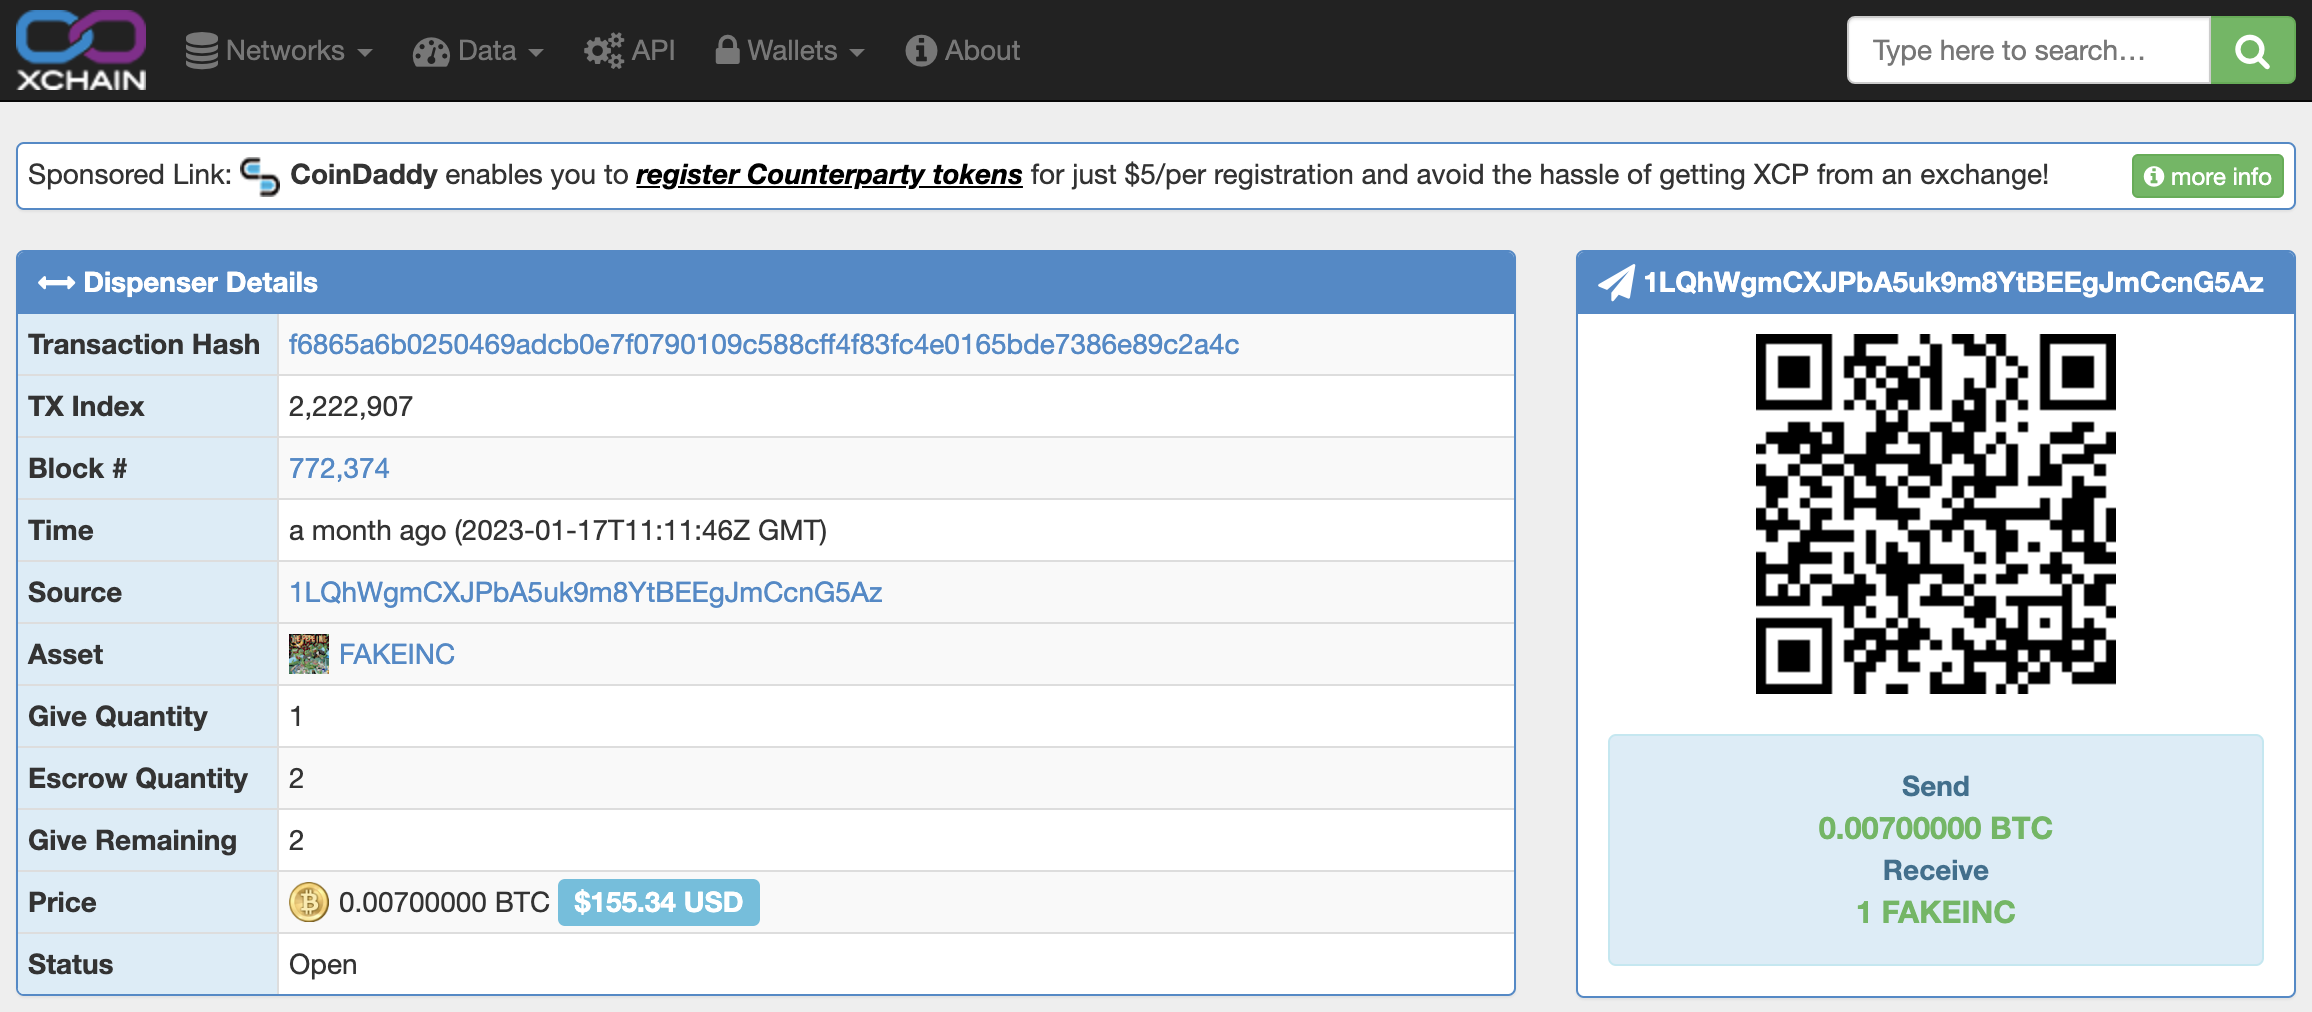 XCHAIN
Networks
Data
API
Wallets
About
Type here to search...
Sponsored Link: CoinDaddy enables you to register Counterparty tokens for just $5/per registration and avoid the hassle of getting XCP from an exchange!
more info
Dispenser Details
Transaction Hash f6865a6b0250469adcb0e7f0790109c588cff4f83fc4e0165bde7386e89c2a4c
TX Index 2,222,907
Block # 772,374
Time a month ago (2023-01-17T11:11:46Z GMT)
Source 1LQhWgmCXJPbA5uk9m8YtBEEgJmCcnG5Az
Asset FAKEINC
Give Quantity 1
Escrow Quantity 2
Give Remaining 2
Price 0.00700000 BTC $155.34 USD
Status Open
1LQhWgmCXJPbA5uk9m8YtBEEgJmCcnG5Az
Send
0.00700000 BTC
Receive
1 FAKEINC